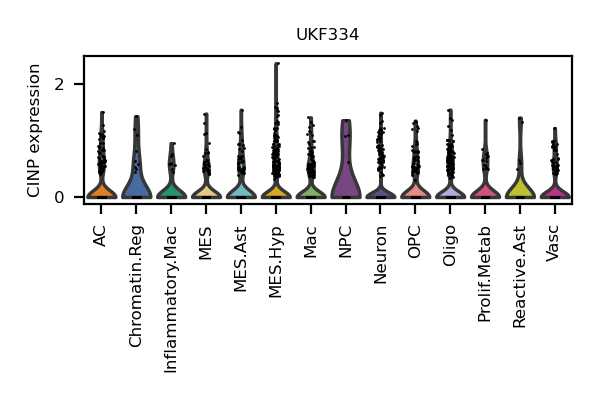 UKF334
CINP expression
2
0
AC
Chromatin.Reg
Inflammatory.Mac
MES
MES.Ast
MES.Hyp
Mac
NPC
Neuron
OPC
Oligo
Prolif.Metab
Reactive.Ast
Vasc